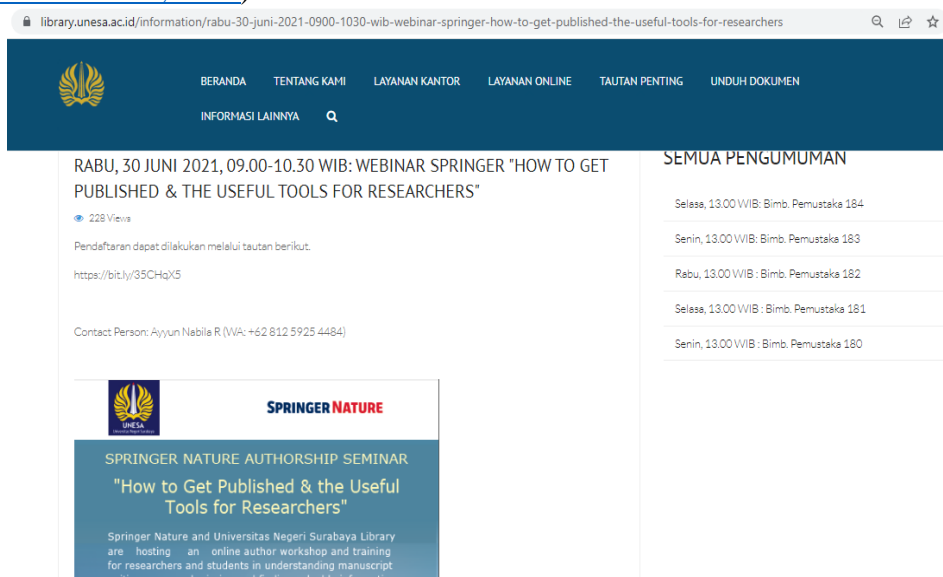 library.unesa.ac.id/information/rabu-30-juni-2021-0900-1030-wib-webinar-springer-how-to-get-published-the-useful-tools-for-researchers
BERANDA TENTANG KAMI LAYANAN KANTOR LAYANAN ONLINE TAUTAN PENTING UNDUH DOKUMEN
INFORMASI LAINNYA
RABU, 30 JUNI 2021, 09.00-10.30 WIB: WEBINAR SPRINGER "HOW TO GET
PUBLISHED & THE USEFUL TOOLS FOR RESEARCHERS"
228 Views
Pendaftaran dapat dilakukan melalui tautan berikut.
https://bit.ly/35CHqX5
Contact Person: Ayyun Nabila R (WA: +62 812 5925 4484)
UNESA
Universitas Negeri Surabaya
SPRINGER NATURE
SPRINGER NATURE AUTHORSHIP SEMINAR
"How to Get Published & the Useful
Tools for Researchers"
Springer Nature and Universitas Negeri Surabaya Library
are hosting an online author workshop and training
for researchers and students in understanding manuscript
SEMUA PENGUMUMAN
Selasa, 13.00 WIB: Bimb. Pemustaka 184
Senin, 13.00 WIB: Bimb. Pemustaka 183
Rabu, 13.00 WIB : Bimb. Pemustaka 182
Selasa, 13.00 WIB : Bimb. Pemustaka 181
Senin, 13.00 WIB : Bimb. Pemustaka 180